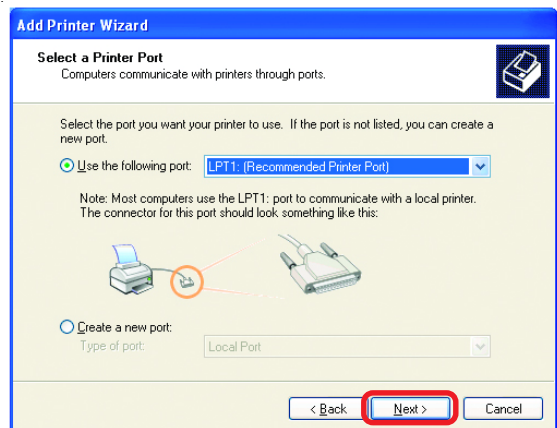 Add Printer Wizard
Select a Printer Port
Computers communicate with printers through ports.
Select the port you want your printer to use.  If the port is not listed, you can create a
new port.
Use the following port: LPT1: (Recommended Printer Port)
Note: Most computers use the LPT1: port to communicate with a local printer.
The connector for this port should look something like this:
Create a new port:
Type of port: Local Port
< Back Next > Cancel